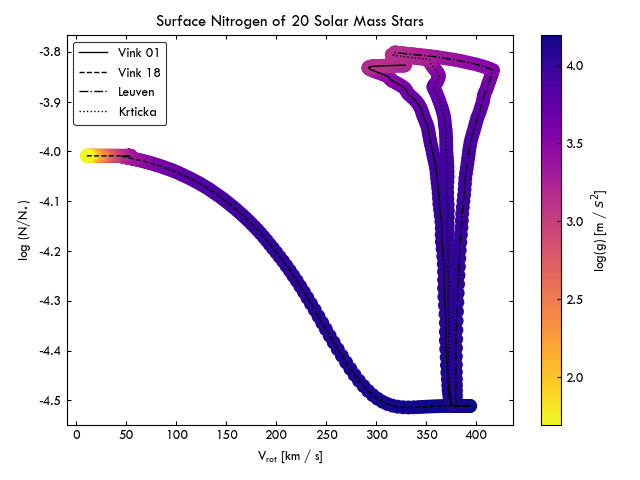 Surface Nitrogen of 20 Solar Mass Stars
Vink 01
Vink 18
Leuven
Krticka
-3.8
-3.9
-4.0
-4.1
-4.2
-4.3
-4.4
-4.5
log (N/N⋆)
0 50 100 150 200 250 300 350 400
Vrot [km / s]
4.0
3.5
3.0
2.5
2.0
log(g) [m / s²]